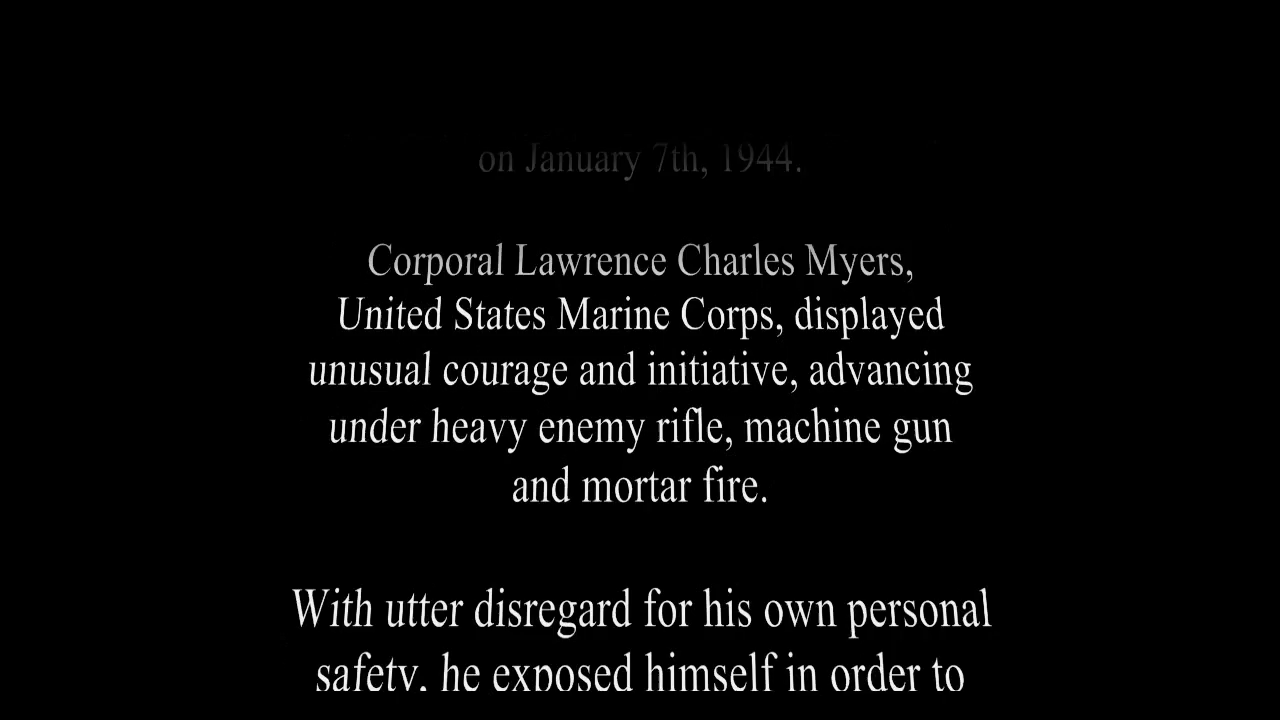 on January 7th, 1944.
Corporal Lawrence Charles Myers,
United States Marine Corps, displayed
unusual courage and initiative, advancing
under heavy enemy rifle, machine gun
and mortar fire.
With utter disregard for his own personal
safety, he exposed himself in order to